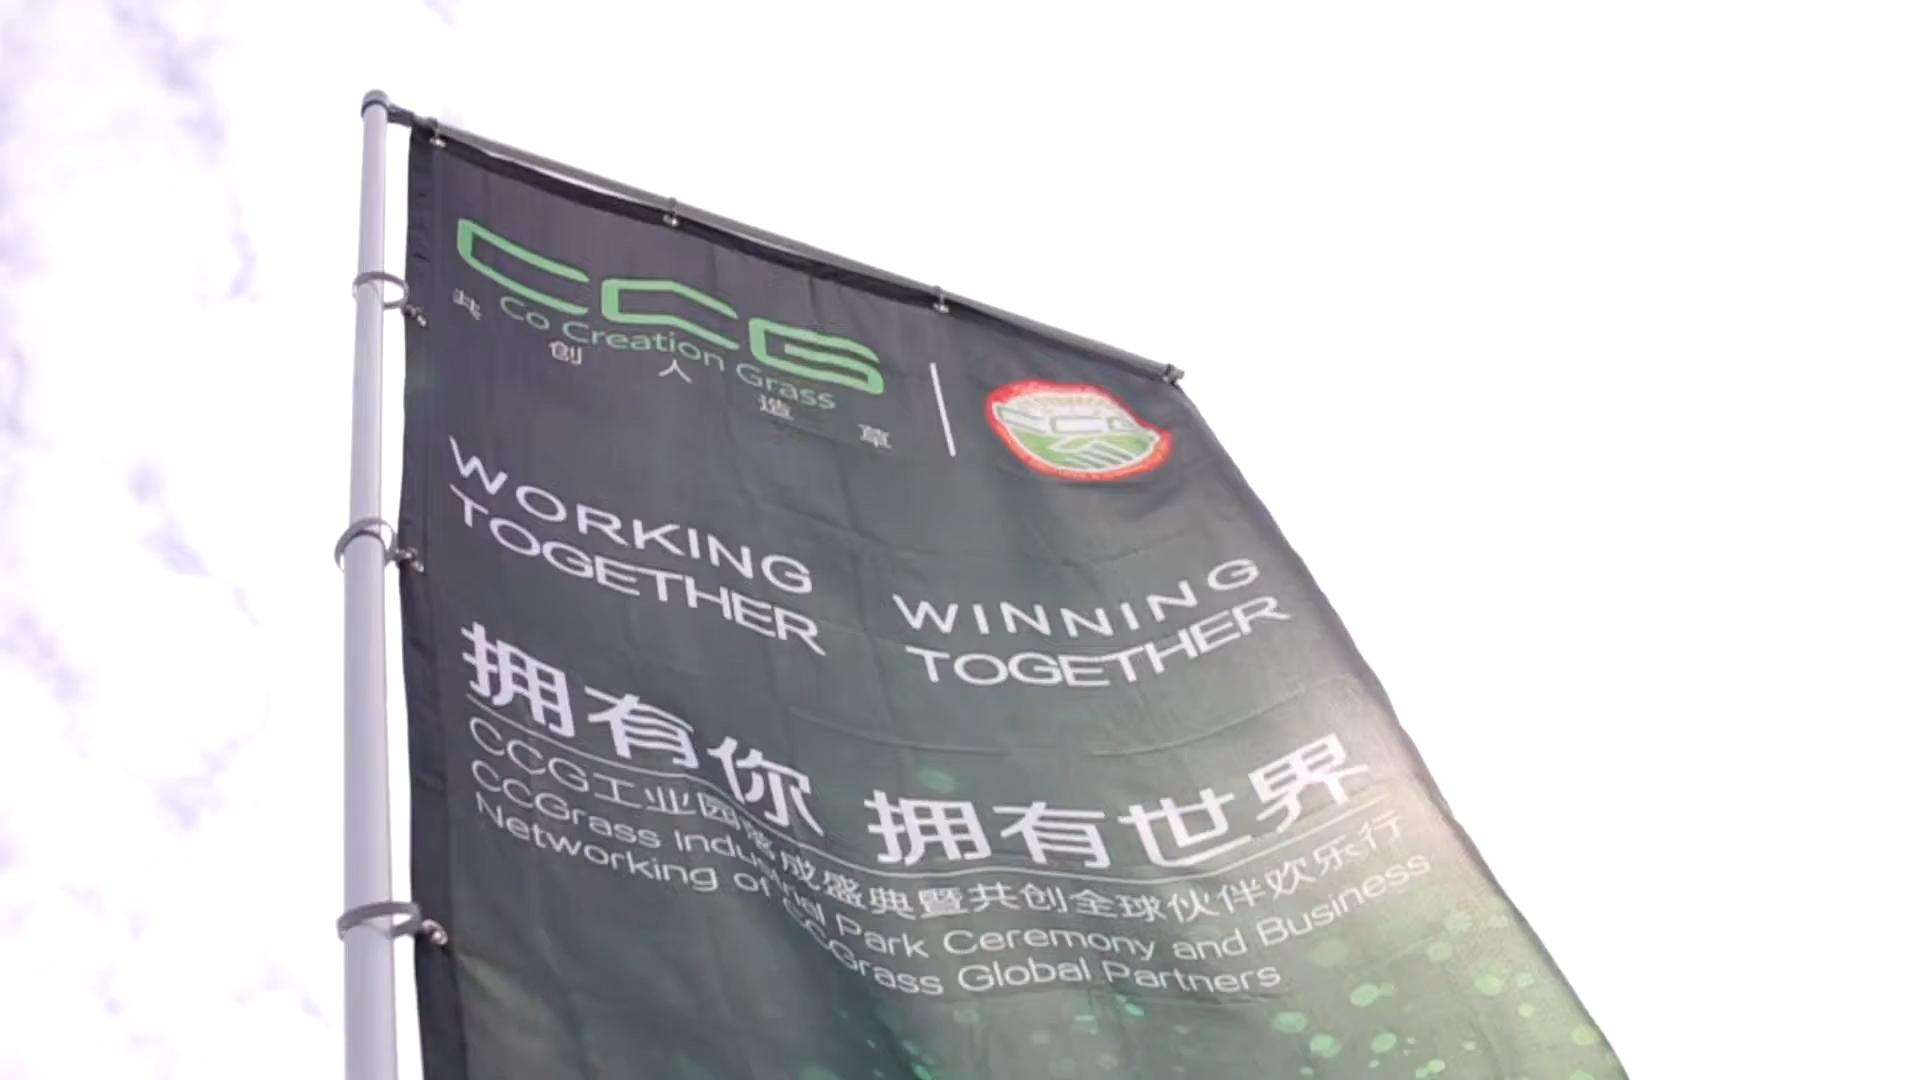 CCG
Co Creation Grass
共创人造草
WORKING TOGETHER
WINNING TOGETHER
拥有你 拥有世界
CCG工业园落成盛典暨共创全球伙伴欢乐行
CCGrass Industrial Park Ceremony and Business
Networking of CCGrass Global Partners